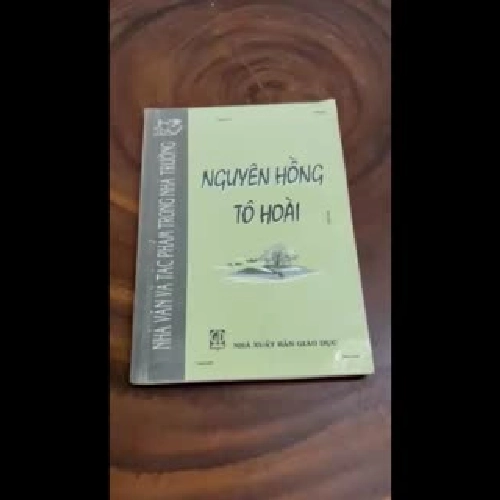 NHÀ VĂN VÀ TÁC PHẨM TRONG NHÀ TRƯỜNG
NGUYÊN HỒNG
TÔ HOÀI
NHÀ XUẤT BẢN GIÁO DỤC